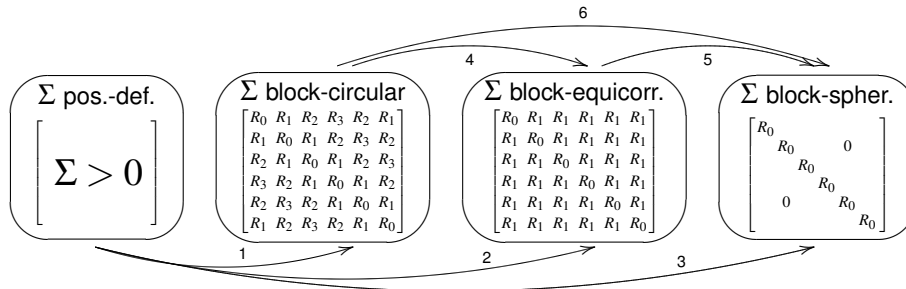 6
4
5
Σ pos.-def.
Σ > 0
Σ block-circular
R₀ R₁ R₂ R₃ R₂ R₁
R₁ R₀ R₁ R₂ R₃ R₂
R₂ R₁ R₀ R₁ R₂ R₃
R₃ R₂ R₁ R₀ R₁ R₂
R₂ R₃ R₂ R₁ R₀ R₁
R₁ R₂ R₃ R₂ R₁ R₀
Σ block-equicorr.
R₀ R₁ R₁ R₁ R₁ R₁
R₁ R₀ R₁ R₁ R₁ R₁
R₁ R₁ R₀ R₁ R₁ R₁
R₁ R₁ R₁ R₀ R₁ R₁
R₁ R₁ R₁ R₁ R₀ R₁
R₁ R₁ R₁ R₁ R₁ R₀
Σ block-spher.
R₀
R₀ 0
R₀
R₀
0 R₀
R₀
1
2
3